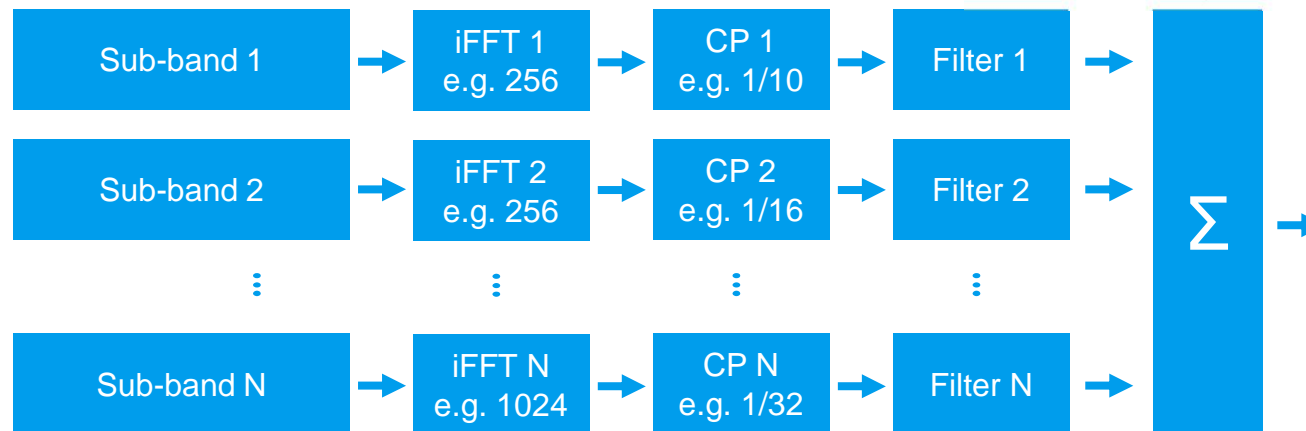 Sub-band 1
iFFT 1
e.g. 256
CP 1
e.g. 1/10
Filter 1
Sub-band 2
iFFT 2
e.g. 256
CP 2
e.g. 1/16
Filter 2
Σ
Sub-band N
iFFT N
e.g. 1024
CP N
e.g. 1/32
Filter N